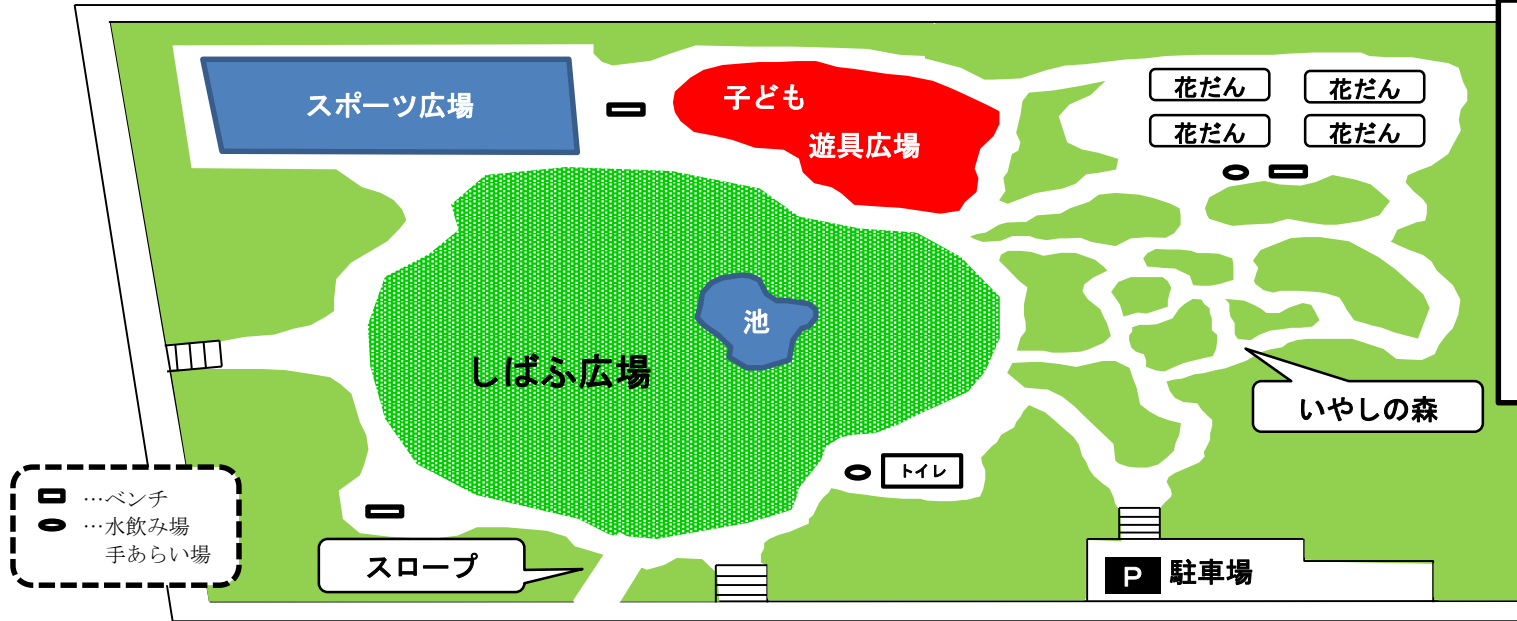 スポーツ広場
子ども
遊具広場
花だん
花だん
花だん
花だん
池
しばふ広場
いやしの森
トイレ
…ベンチ
…水飲み場
手あらい場
スロープ
P 駐車場